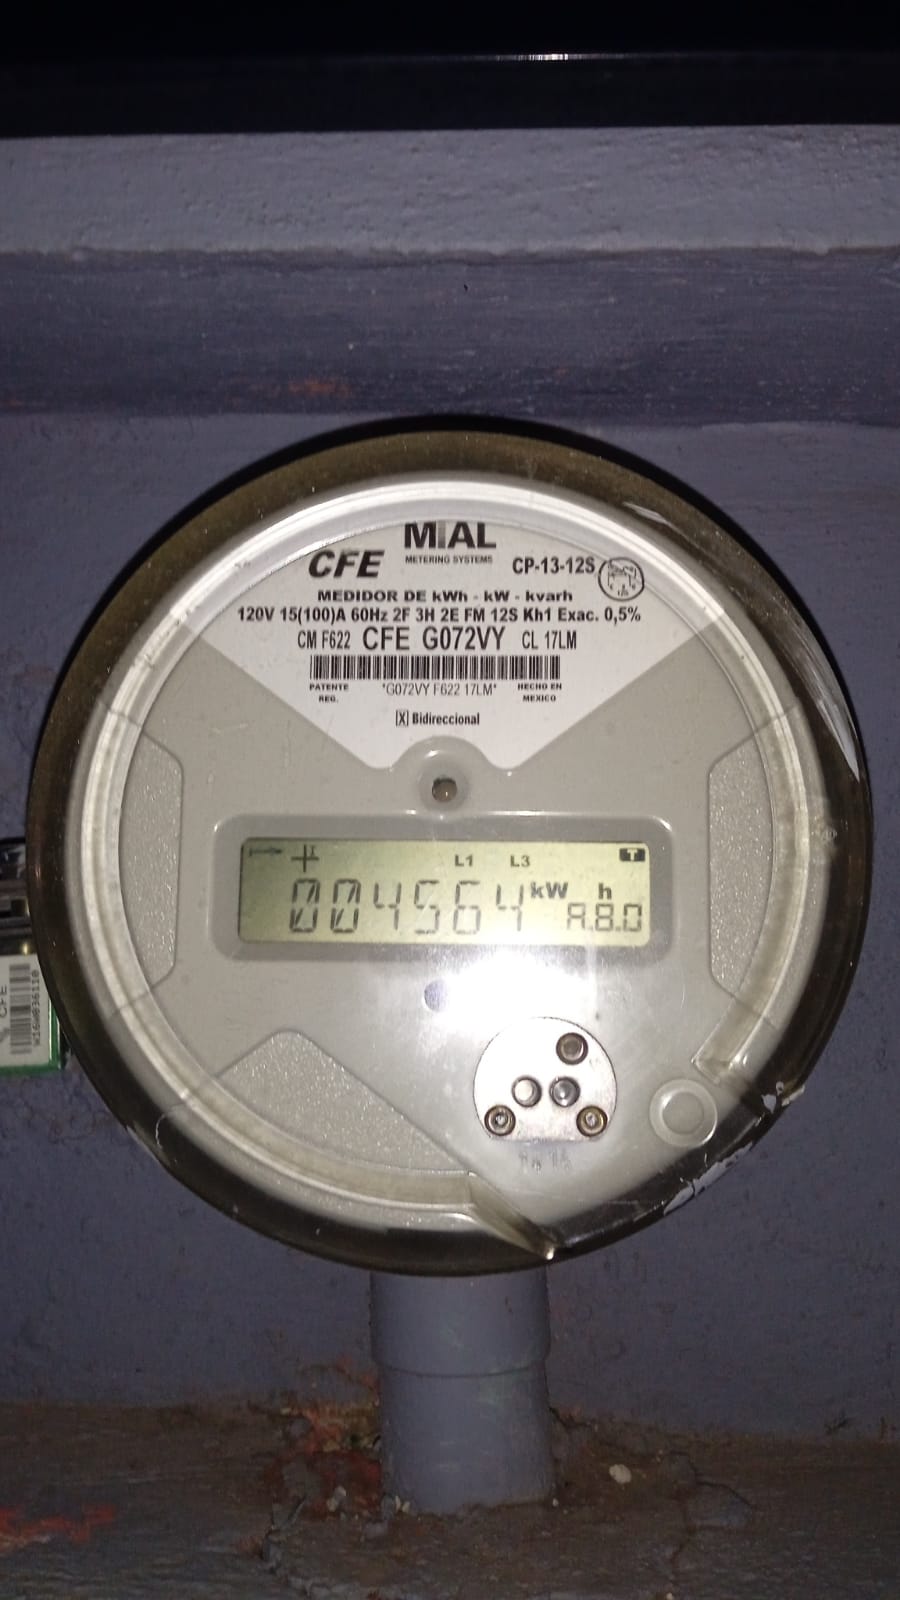 MIAL
METERING SYSTEMS
CFE
CP-13-12S
MEDIDOR DE kWh - kW - kvarh
120V 15(100)A 60Hz 2F 3H 2E FM 12S Kh1 Exac. 0,5%
CM F622 CFE G072VY CL 17LM
PATENTE REG.
*G072VY F622 17LM*
HECHO EN MEXICO
[X] Bidireccional
L1 L3 T
004564 kW h A.8.0
CFE